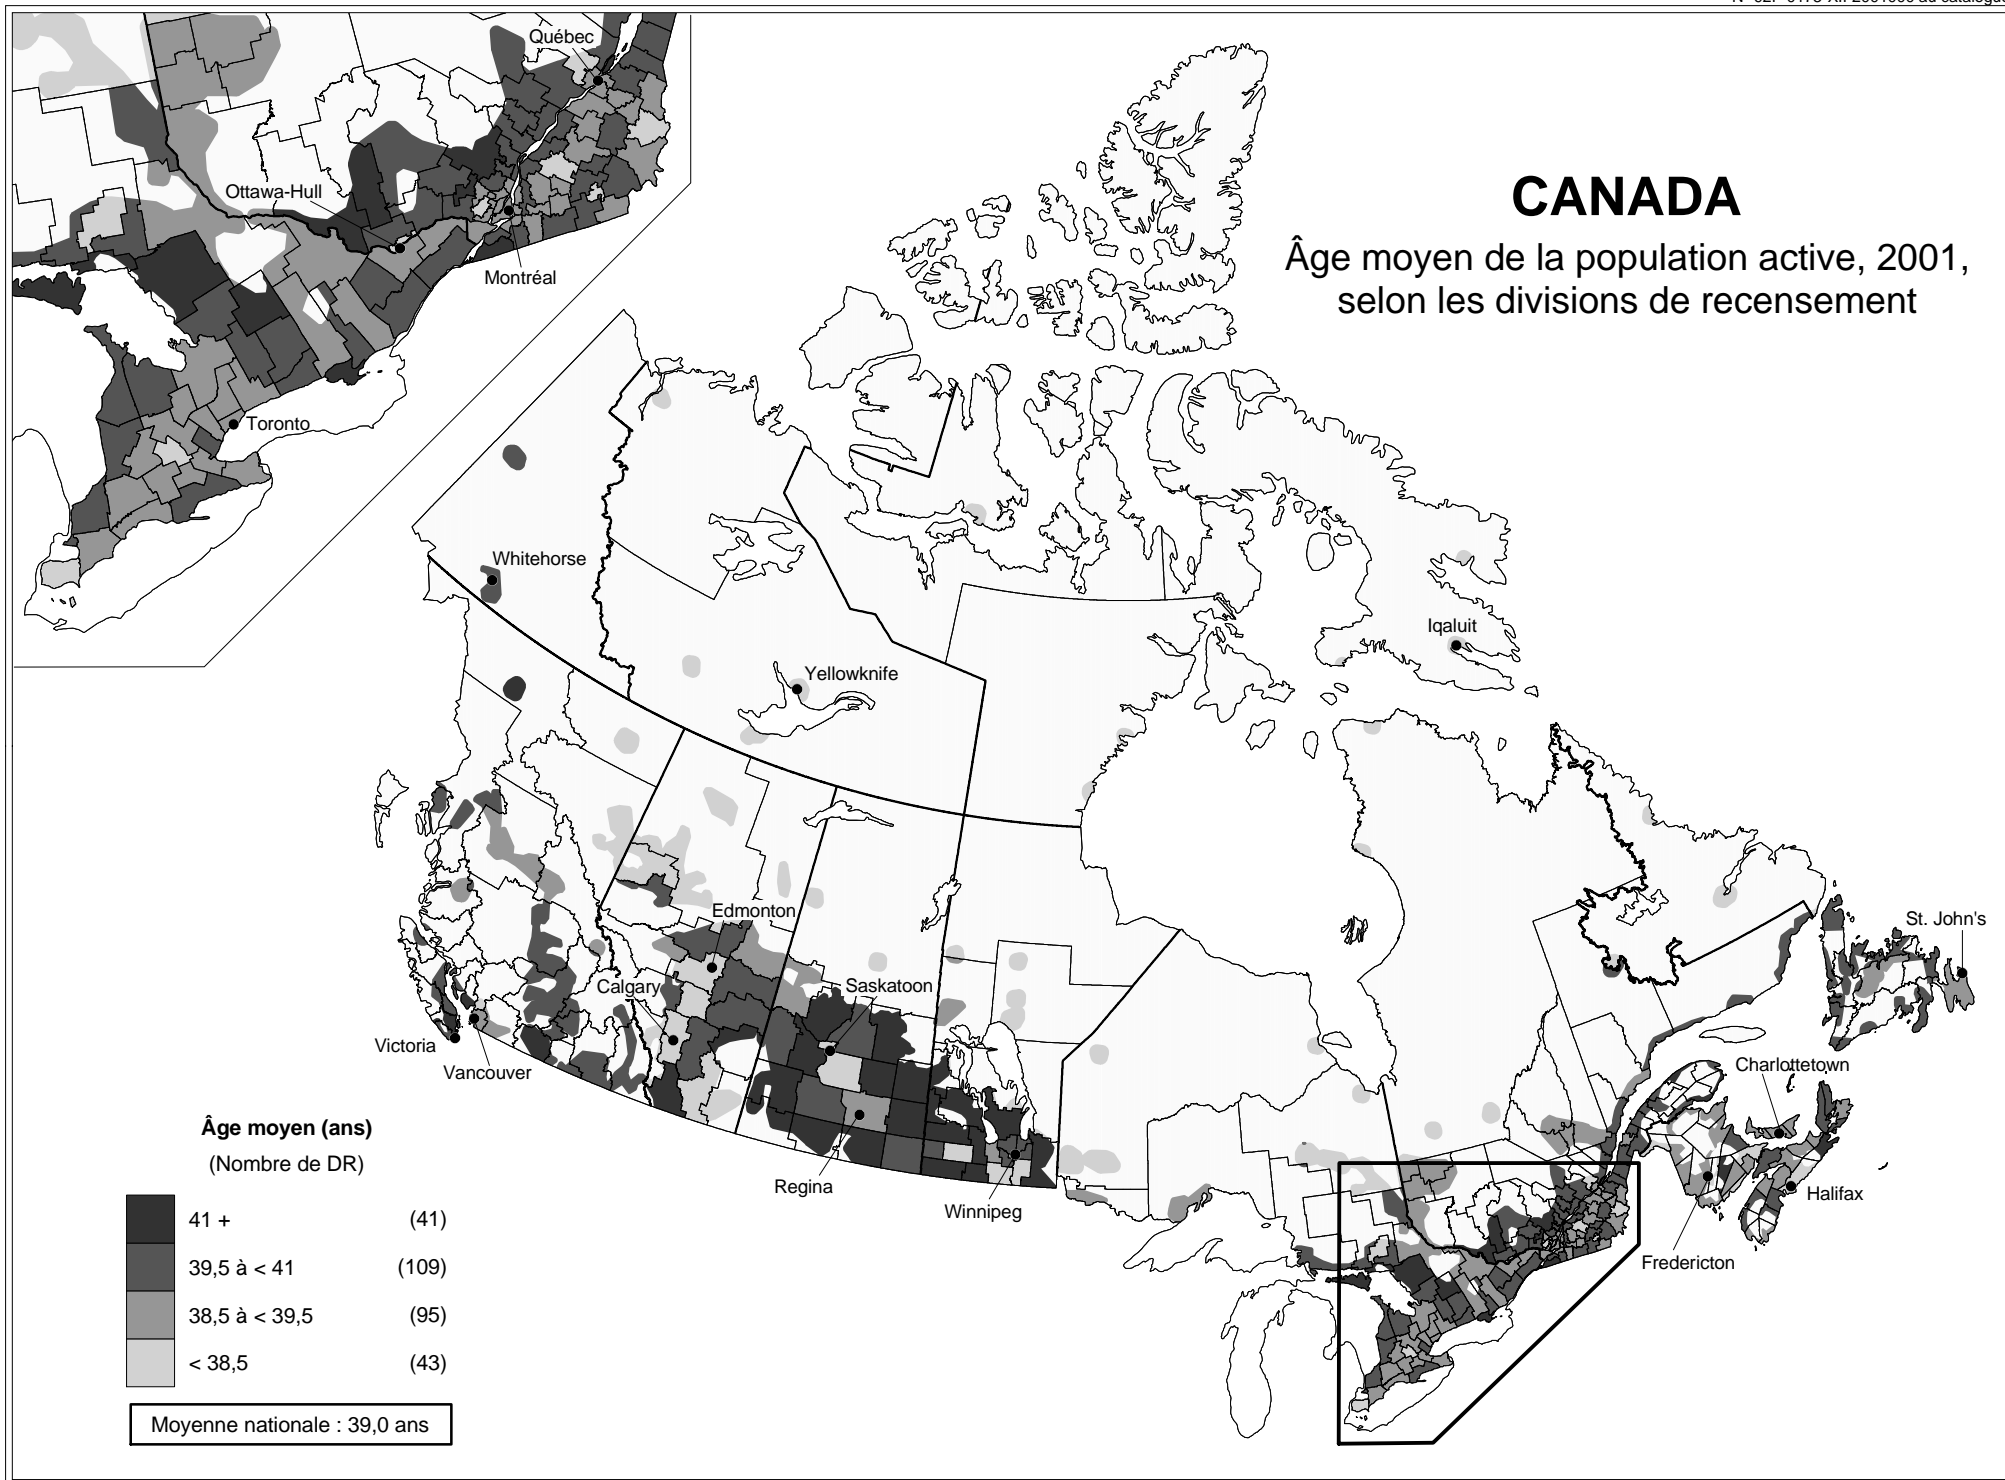 CANADA
Âge moyen de la population active, 2001,
selon les divisions de recensement
Québec
Ottawa-Hull
Montréal
Toronto
Whitehorse
Yellowknife
Iqaluit
Edmonton
Calgary
Saskatoon
Victoria
Vancouver
Regina
Winnipeg
St. John's
Charlottetown
Halifax
Fredericton
Âge moyen (ans)
(Nombre de DR)
41 + (41)
39,5 à < 41 (109)
38,5 à < 39,5 (95)
< 38,5 (43)
Moyenne nationale : 39,0 ans